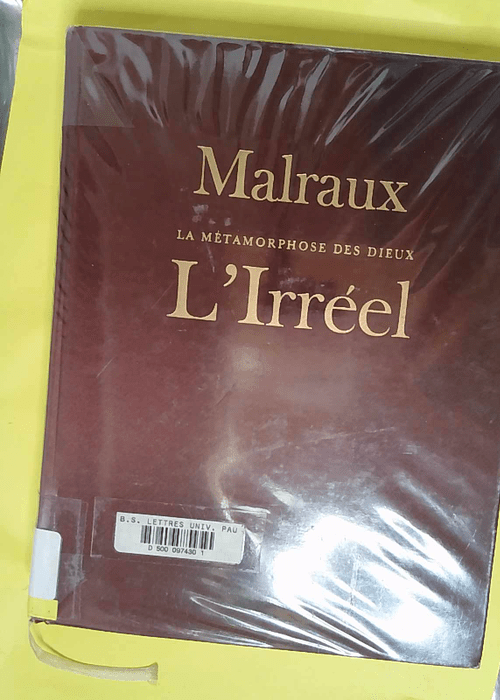 Malraux
LA MÉTAMORPHOSE DES DIEUX
L'Irréel
B.S. LETTRES UNIV. PAU
D 500 097430 1